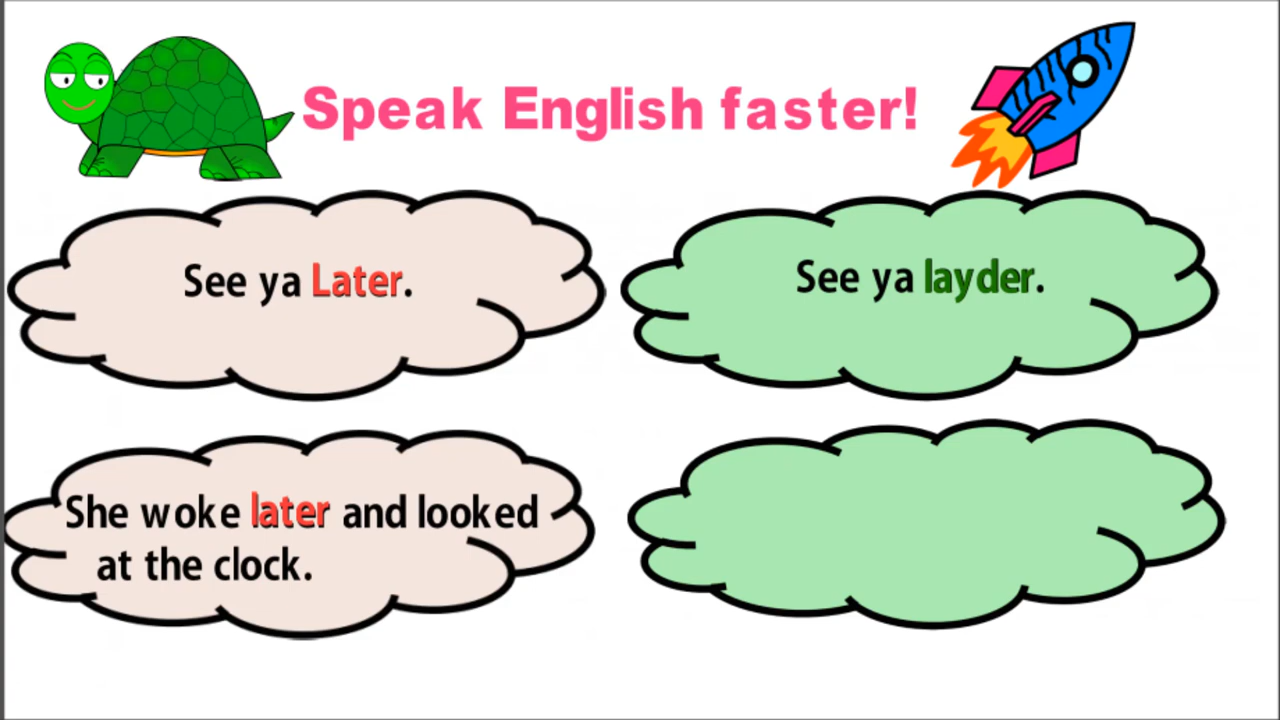 Speak English faster!
See ya Later.
See ya layder.
She woke later and looked
at the clock.